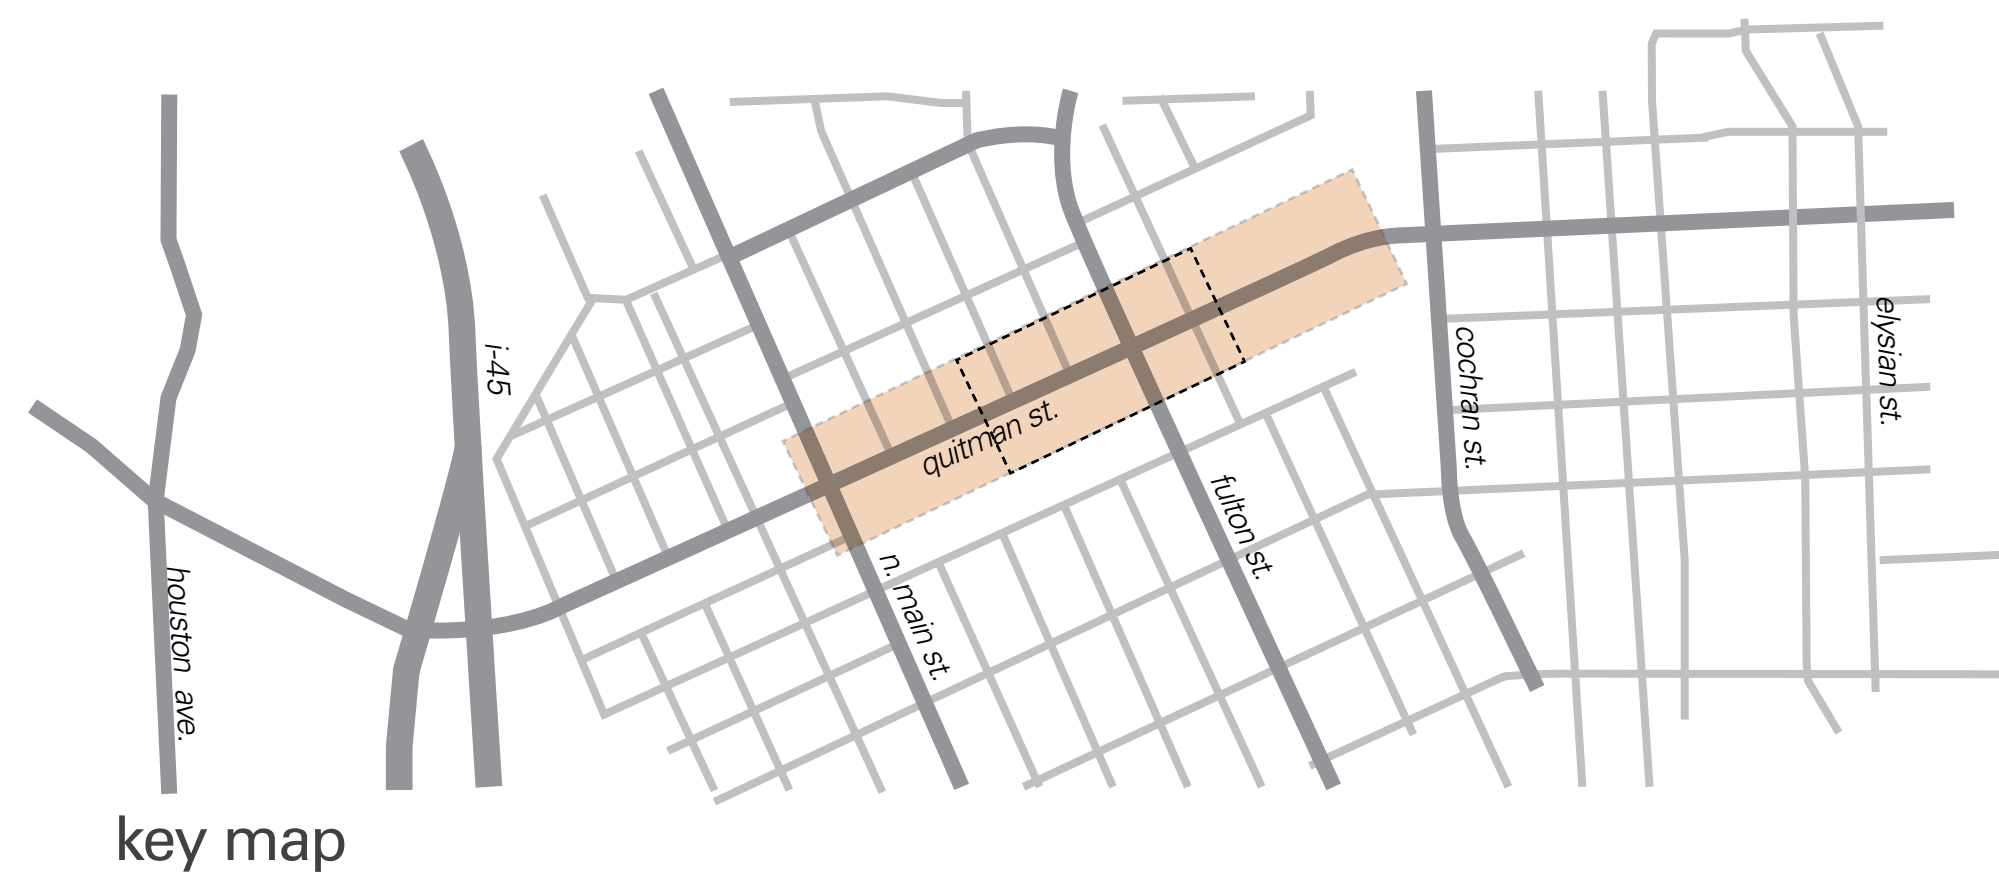 i-45
elysian st.
cochran st.
quitman st.
fulton st.
n. main st.
houston ave.
key map